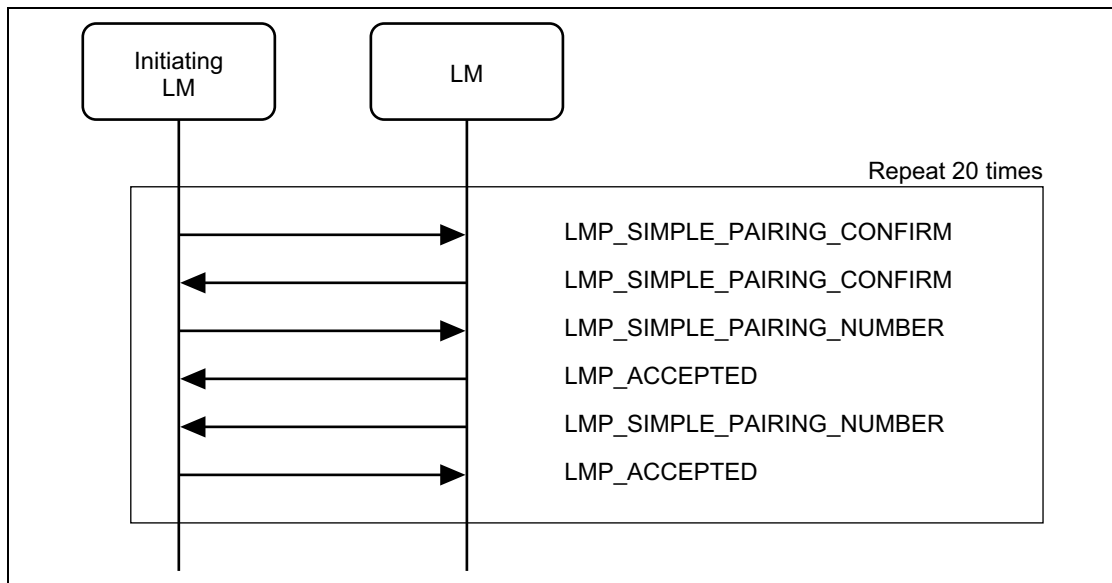 Initiating
LM
LM
Repeat 20 times
LMP_SIMPLE_PAIRING_CONFIRM
LMP_SIMPLE_PAIRING_CONFIRM
LMP_SIMPLE_PAIRING_NUMBER
LMP_ACCEPTED
LMP_SIMPLE_PAIRING_NUMBER
LMP_ACCEPTED